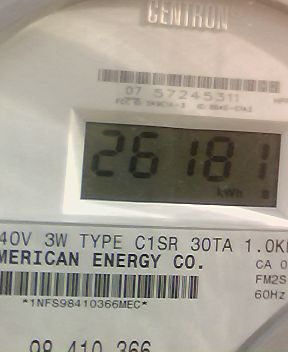 CENTRON
07 57245311
26181
kWh
40V 3W TYPE C1SR 30TA 1.0K
MERICAN ENERGY CO.
CA 0
FM2S
60Hz
*1NFS98410366MEC*
98 410 366